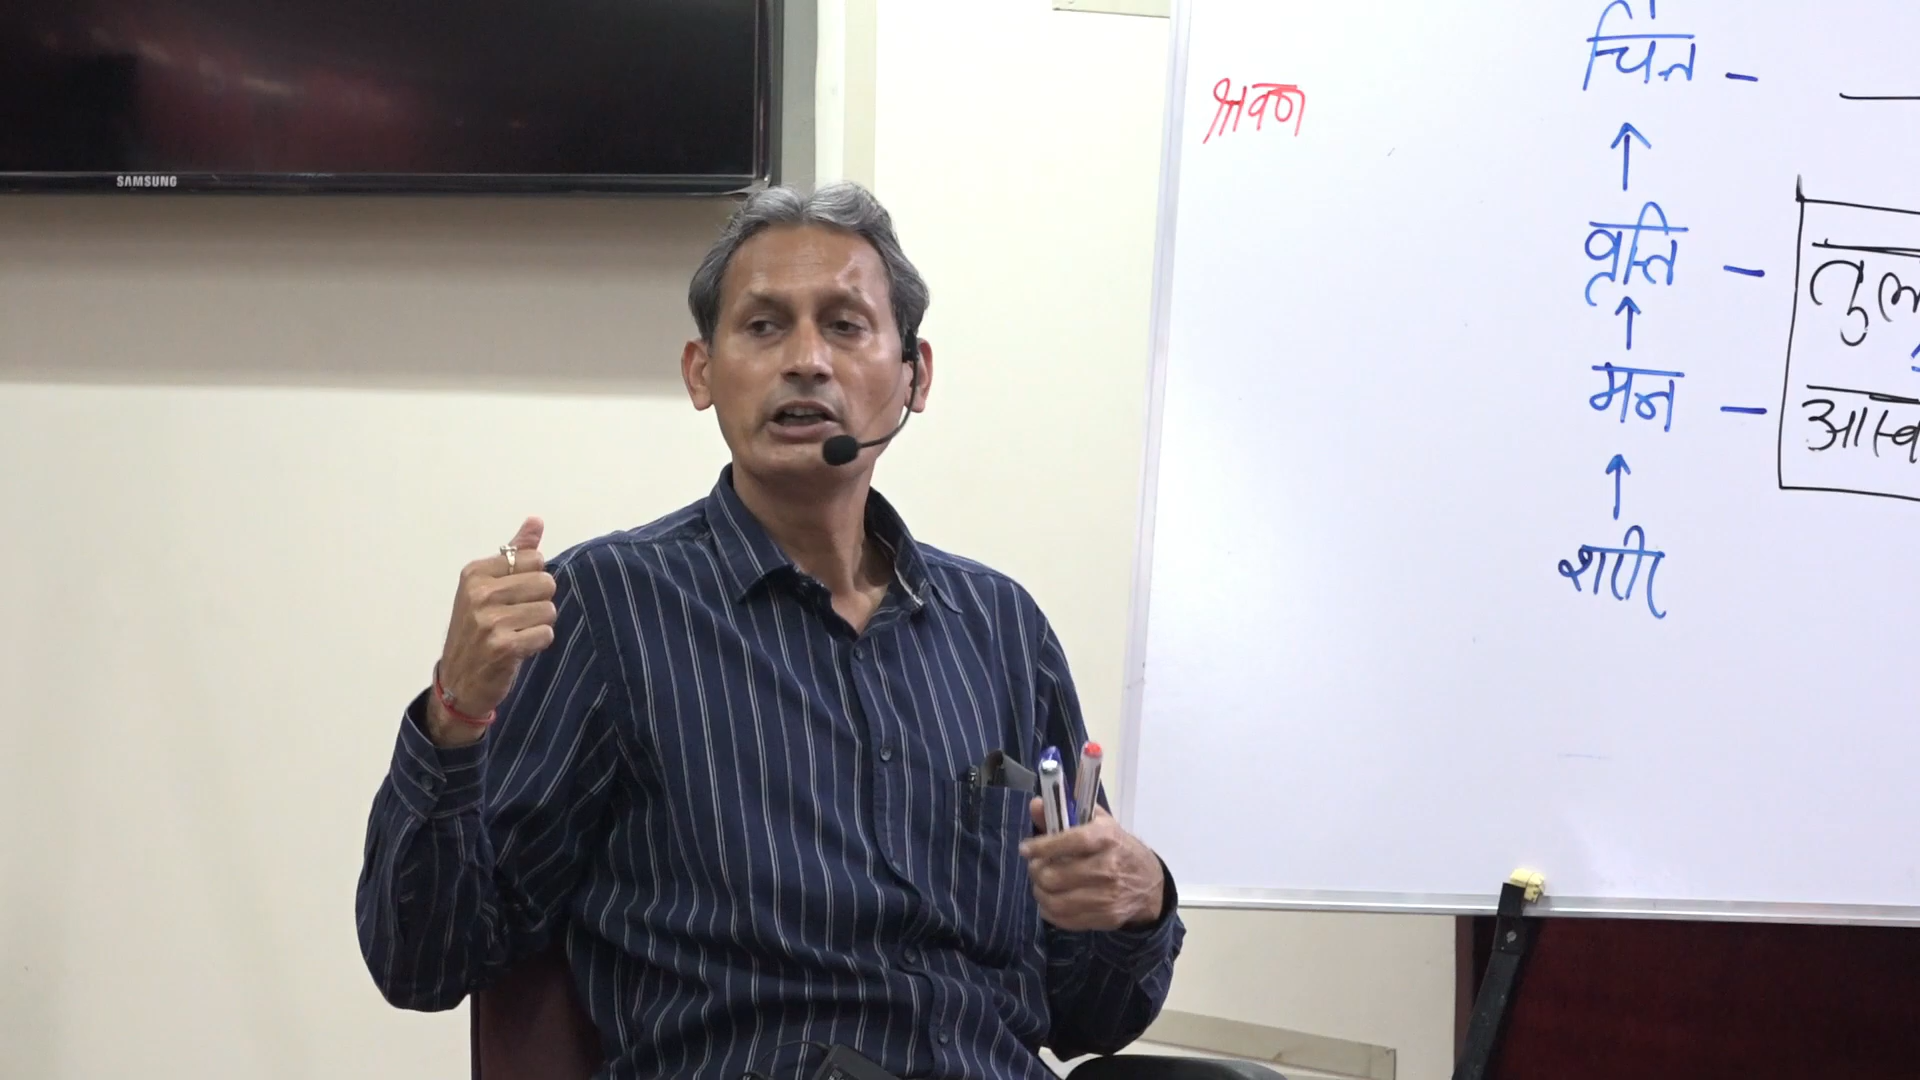 SAMSUNG
श्रवण
चित्त -
↑
वृत्ति -
↑
मन -
↑
शरीर